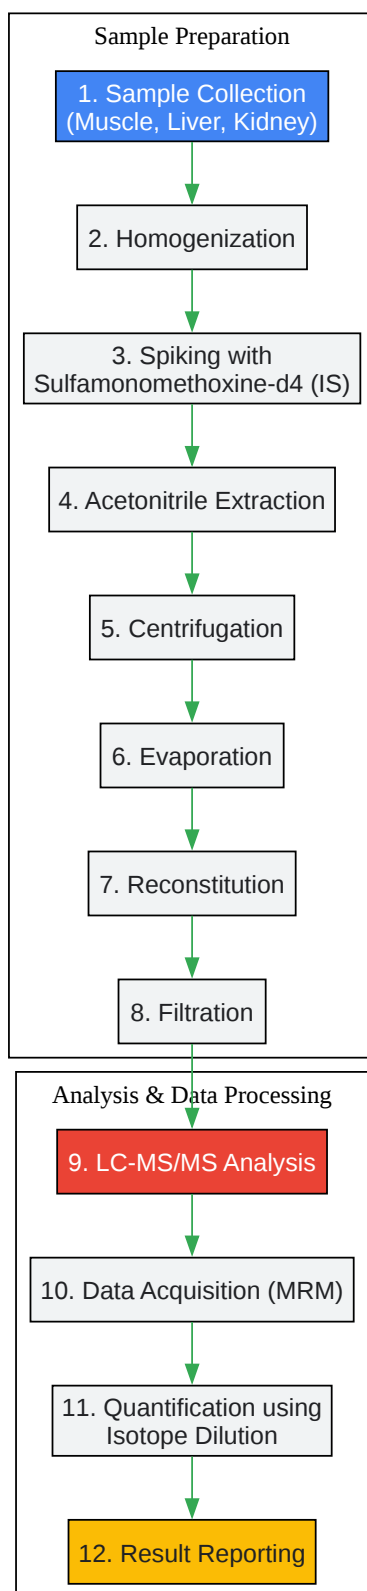 Sample Preparation
1. Sample Collection
(Muscle, Liver, Kidney)
2. Homogenization
3. Spiking with
Sulfamonomethoxine-d4 (IS)
4. Acetonitrile Extraction
5. Centrifugation
6. Evaporation
7. Reconstitution
8. Filtration
Analysis & Data Processing
9. LC-MS/MS Analysis
10. Data Acquisition (MRM)
11. Quantification using
Isotope Dilution
12. Result Reporting